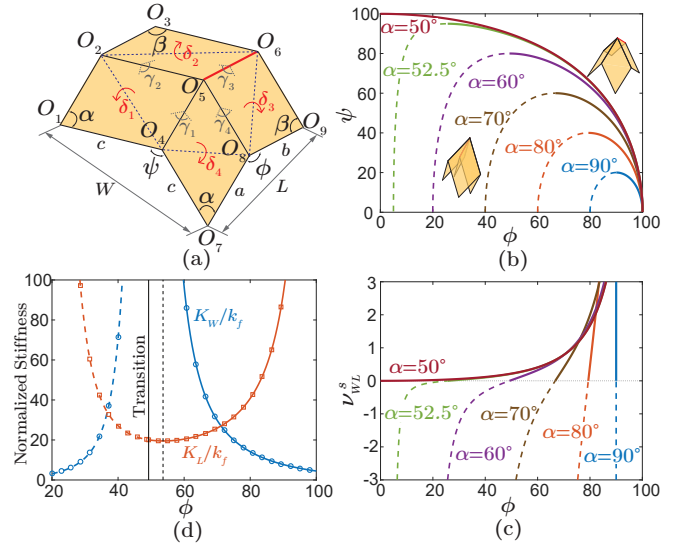 O₃
O₂ β δ₂ O₆
γ₂ γ₃
O₅
O₁ α δ₁ δ₃
γ₁ γ₄ β O₉
c O₄ O₈ b
ψ δ₄ φ
W c α a L
O₇
(a)
100
80
60
40
20
0
ψ
α=50°
α=52.5°
α=60°
α=70°
α=80°
α=90°
0 20 40 60 80 100
φ
(b)
Normalized Stiffness
100
80
60
40
20
0
Transition
K_W/k_f
K_L/k_f
20 40 60 80 100
φ
(d)
ν^s_WL
3
2
1
0
-1
-2
-3
α=50°
α=52.5°
α=60°
α=70°
α=80°
α=90°
0 20 40 60 80 100
φ
(c)